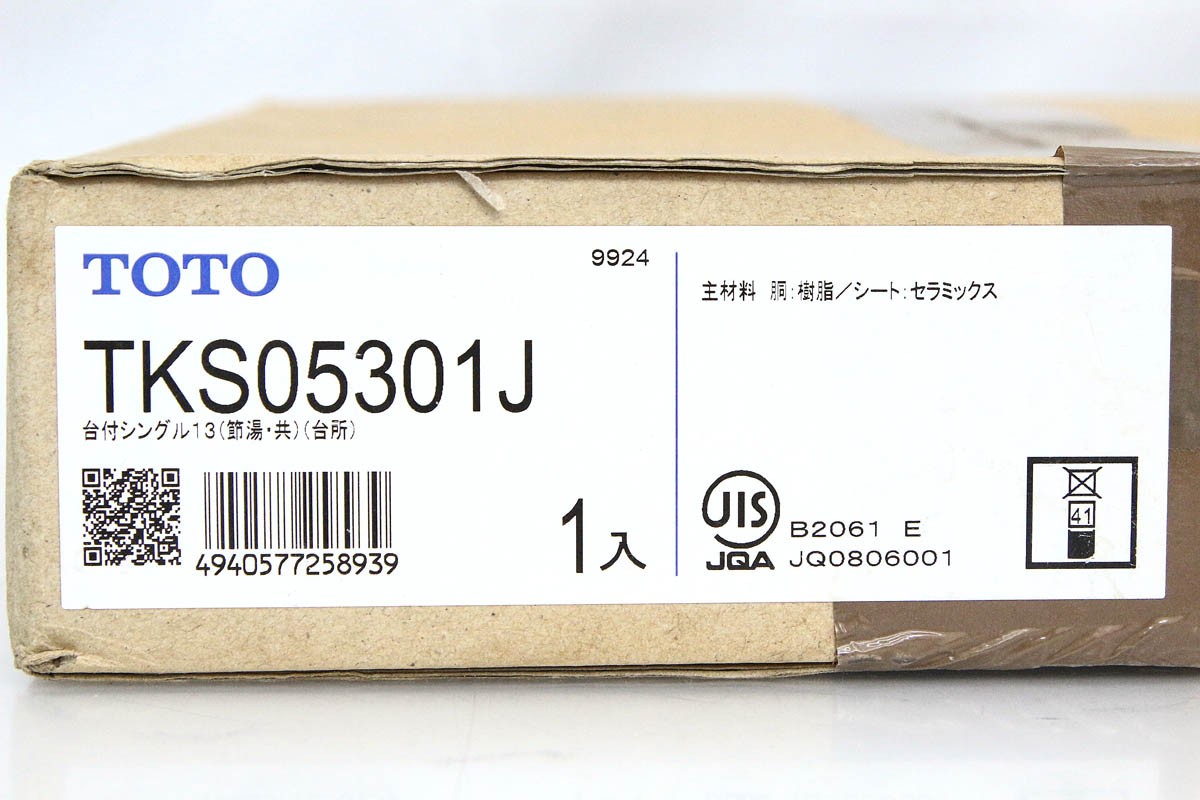 TOTO
9924
TKS05301J
台付シングル13(節湯・共)(台所)
4940577258939
1入
主材料 胴:樹脂/シート:セラミックス
JIS
JQA
B2061 E
JQ0806001
41